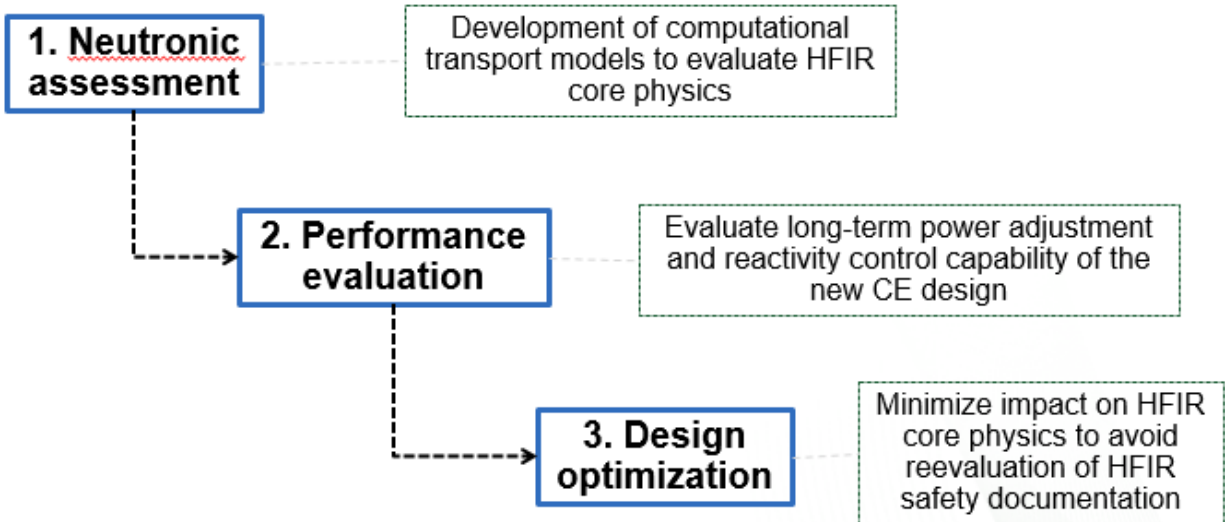 1. Neutronic
assessment
Development of computational
transport models to evaluate HFIR
core physics
2. Performance
evaluation
Evaluate long-term power adjustment
and reactivity control capability of the
new CE design
3. Design
optimization
Minimize impact on HFIR
core physics to avoid
reevaluation of HFIR
safety documentation